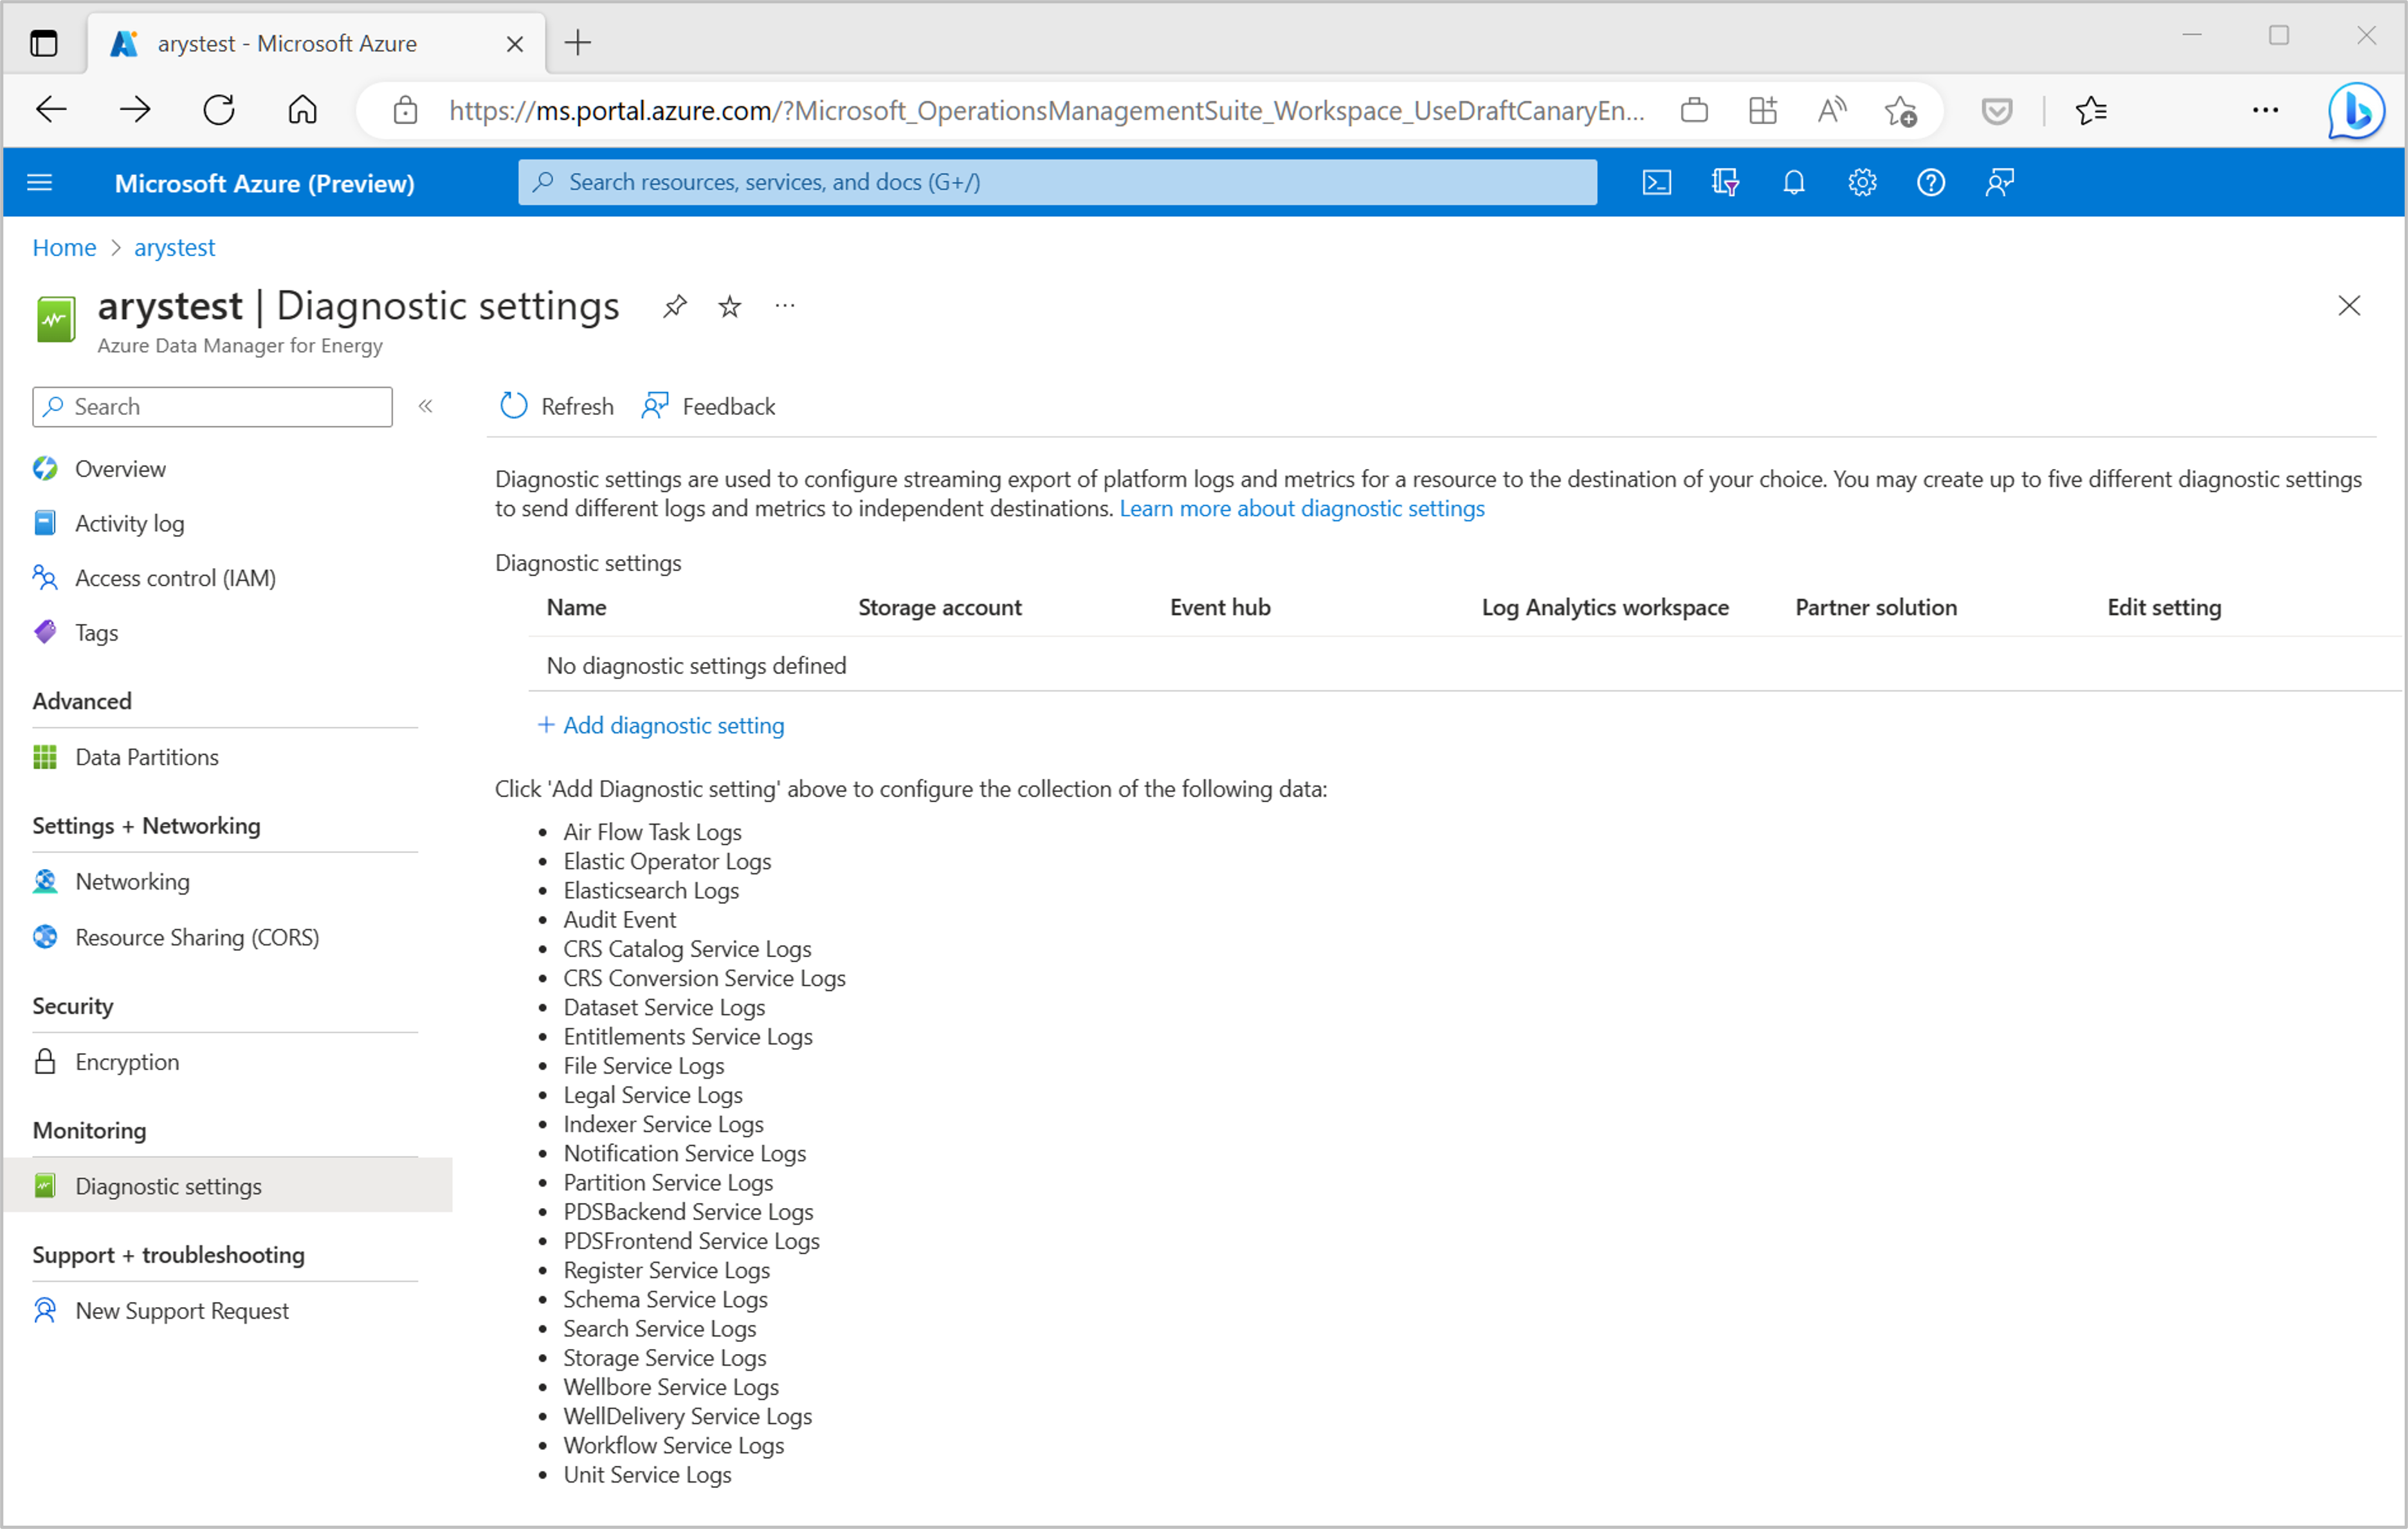 arystest - Microsoft Azure
https://ms.portal.azure.com/?Microsoft_OperationsManagementSuite_Workspace_UseDraftCanaryEn...
Microsoft Azure (Preview)
Search resources, services, and docs (G+/)
Home > arystest
arystest | Diagnostic settings
Azure Data Manager for Energy
Search
Overview
Activity log
Access control (IAM)
Tags
Advanced
Data Partitions
Settings + Networking
Networking
Resource Sharing (CORS)
Security
Encryption
Monitoring
Diagnostic settings
Support + troubleshooting
New Support Request
Refresh Feedback
Diagnostic settings are used to configure streaming export of platform logs and metrics for a resource to the destination of your choice. You may create up to five different diagnostic settings
to send different logs and metrics to independent destinations. Learn more about diagnostic settings
Diagnostic settings
Name Storage account Event hub Log Analytics workspace Partner solution Edit setting
No diagnostic settings defined
+ Add diagnostic setting
Click 'Add Diagnostic setting' above to configure the collection of the following data:
• Air Flow Task Logs
• Elastic Operator Logs
• Elasticsearch Logs
• Audit Event
• CRS Catalog Service Logs
• CRS Conversion Service Logs
• Dataset Service Logs
• Entitlements Service Logs
• File Service Logs
• Legal Service Logs
• Indexer Service Logs
• Notification Service Logs
• Partition Service Logs
• PDSBackend Service Logs
• PDSFrontend Service Logs
• Register Service Logs
• Schema Service Logs
• Search Service Logs
• Storage Service Logs
• Wellbore Service Logs
• WellDelivery Service Logs
• Workflow Service Logs
• Unit Service Logs